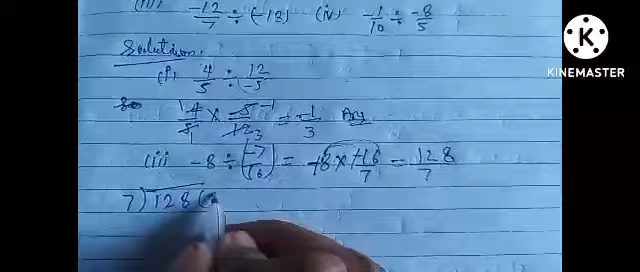 -12/7 ÷ (-18) (iv) -1/10 ÷ -8/5
Solution:
(i) 4/5 ÷ 12/-5
4/5 × -5/12 = -1/3 Ans
(ii) -8 ÷ (-7/16) = -8 × -16/7 = 128/7
7)128(
KINEMASTER